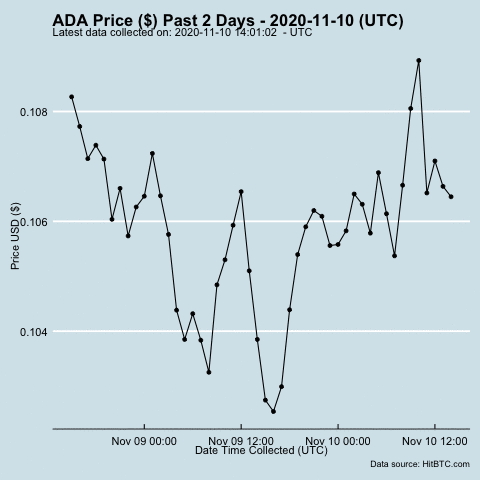 ADA Price ($) Past 2 Days - 2020-11-10 (UTC)
Latest data collected on: 2020-11-10 14:01:02 - UTC
0.108
0.106
0.104
Price USD ($)
Nov 09 00:00 Nov 09 12:00 Nov 10 00:00 Nov 10 12:00
Date Time Collected (UTC)
Data source: HitBTC.com